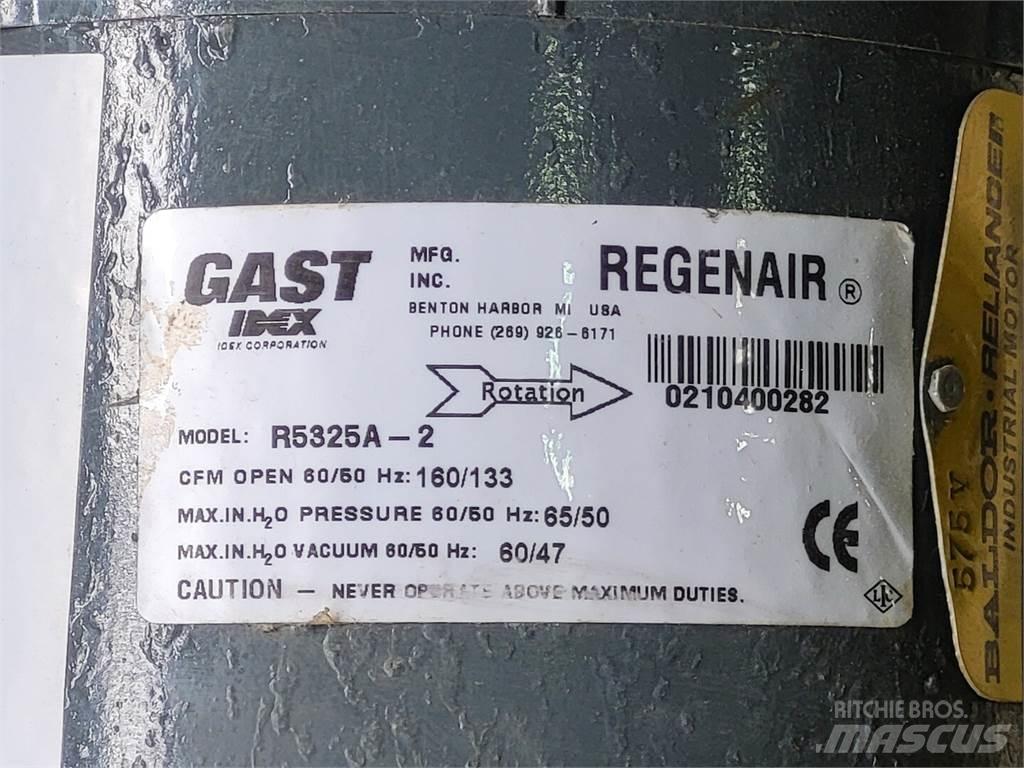 GAST
IDEX
IDEX CORPORATION
MFG.
INC.
BENTON HARBOR MI USA
PHONE (269) 926-6171
REGENAIR ®
Rotation
0210400282
MODEL: R5325A-2
CFM OPEN 60/50 Hz: 160/133
MAX.IN.H₂O PRESSURE 60/50 Hz: 65/50
MAX.IN.H₂O VACUUM 60/50 Hz: 60/47
CAUTION — NEVER OPERATE ABOVE MAXIMUM DUTIES.
CE
575V
BALDOR·RELIANCER
INDUSTRIAL MOTOR
RITCHIE BROS.
MASCUS